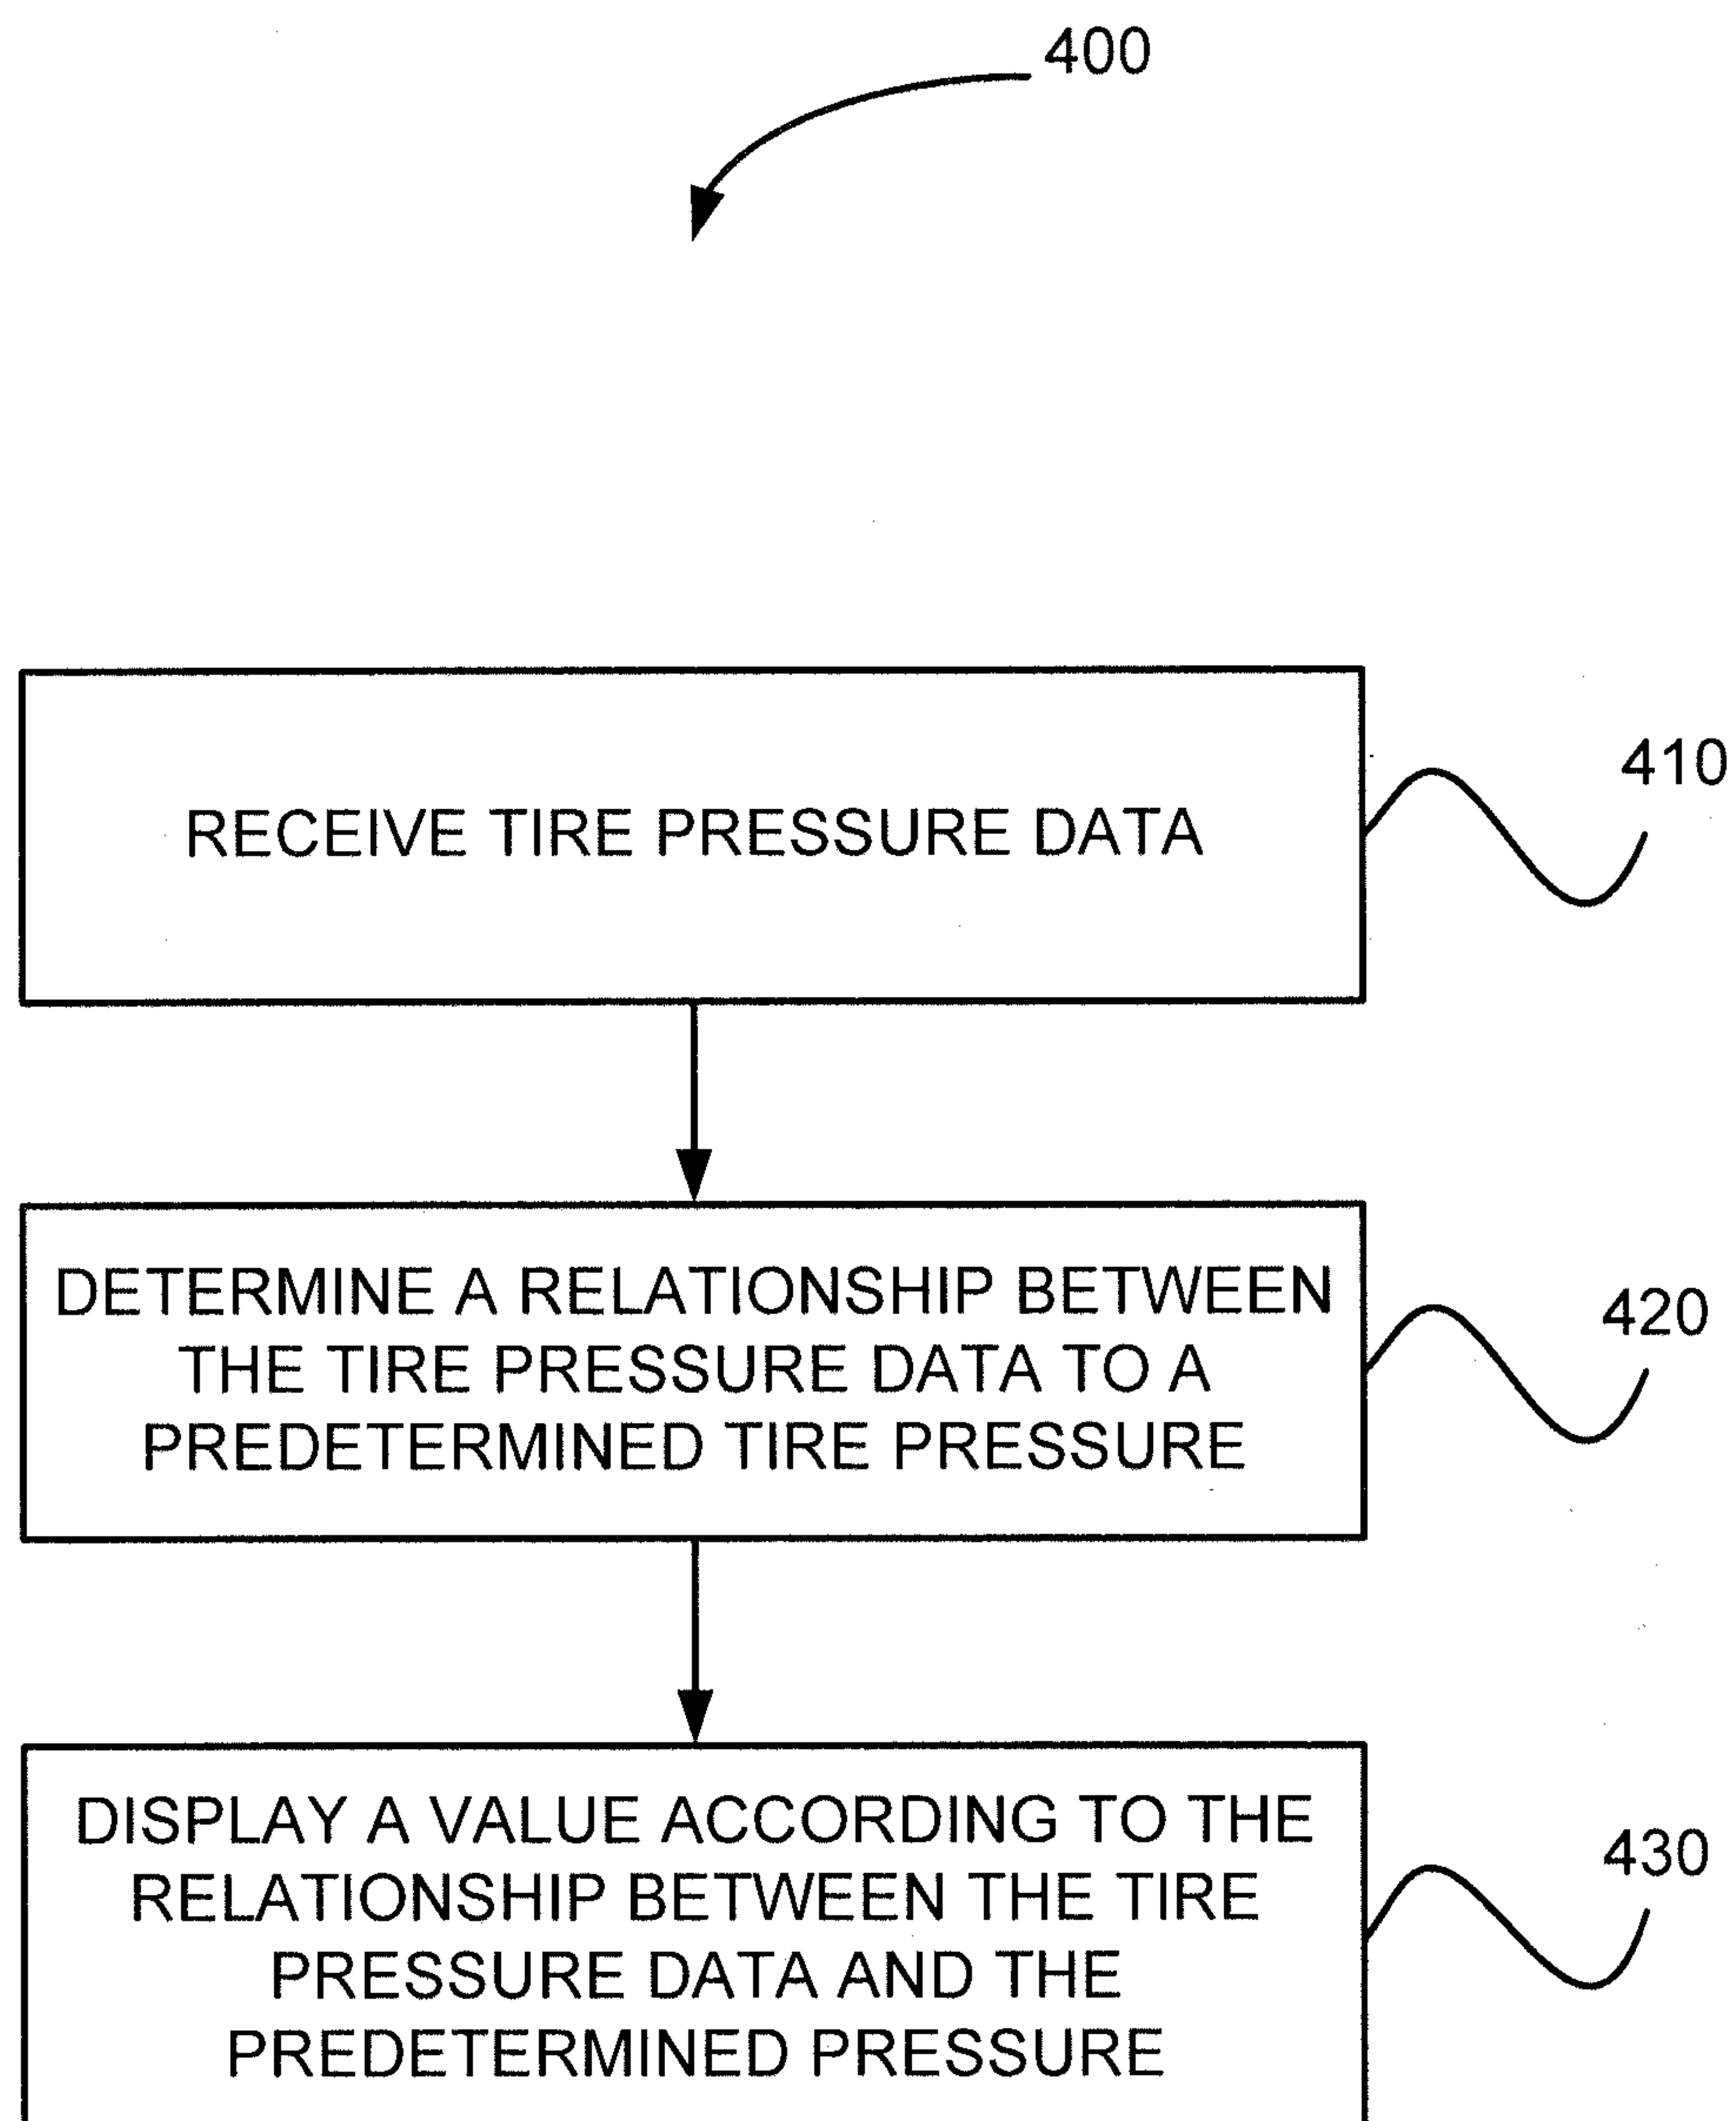 400
RECEIVE TIRE PRESSURE DATA
410
DETERMINE A RELATIONSHIP BETWEEN
THE TIRE PRESSURE DATA TO A
PREDETERMINED TIRE PRESSURE
420
DISPLAY A VALUE ACCORDING TO THE
RELATIONSHIP BETWEEN THE TIRE
PRESSURE DATA AND THE
PREDETERMINED PRESSURE
430